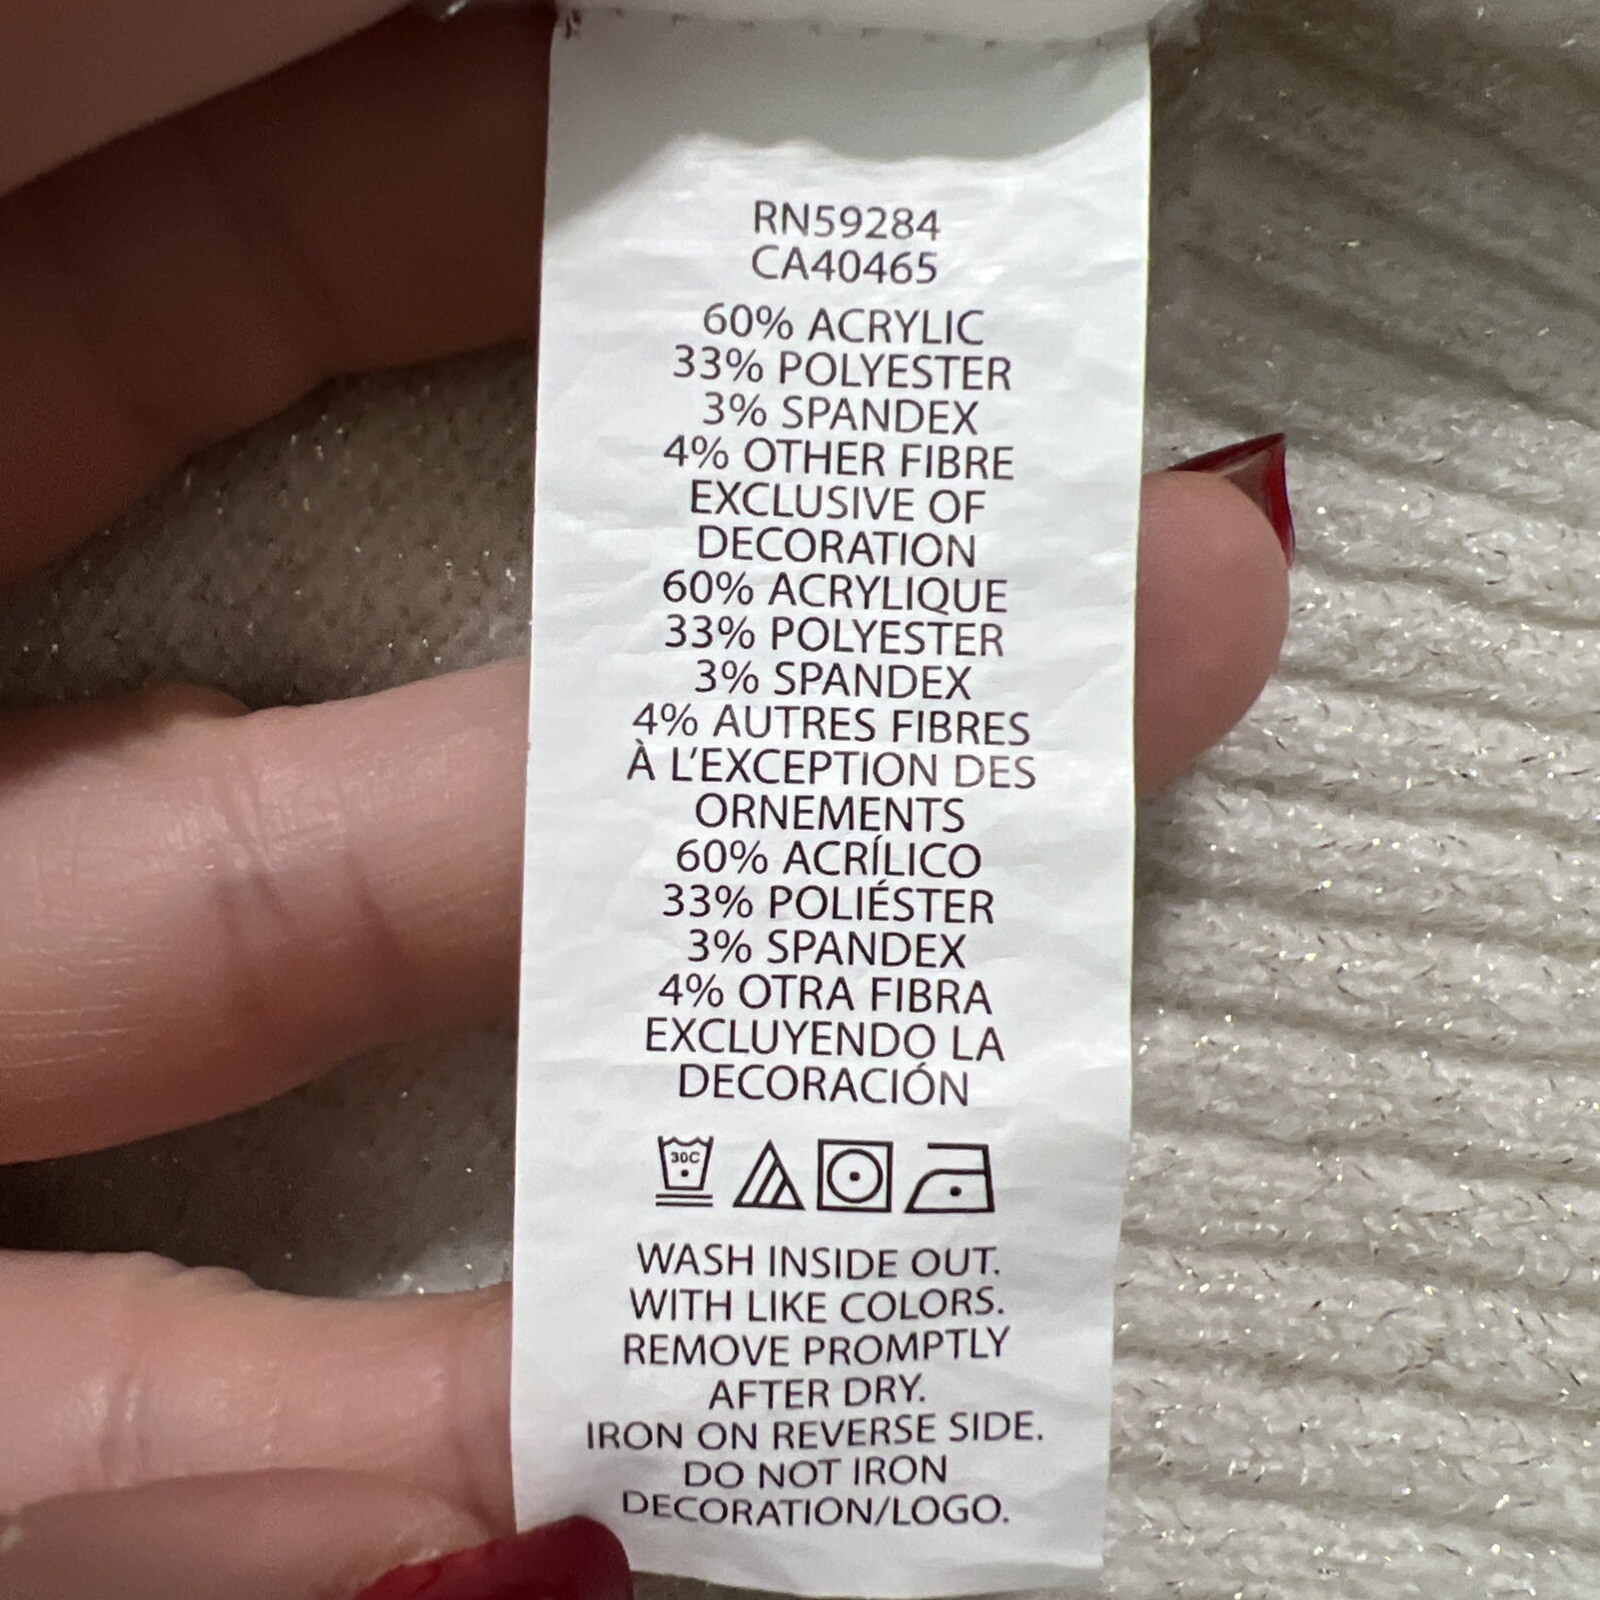 RN59284
CA40465
60% ACRYLIC
33% POLYESTER
3% SPANDEX
4% OTHER FIBRE
EXCLUSIVE OF
DECORATION
60% ACRYLIQUE
33% POLYESTER
3% SPANDEX
4% AUTRES FIBRES
À L'EXCEPTION DES
ORNEMENTS
60% ACRÍLICO
33% POLIÉSTER
3% SPANDEX
4% OTRA FIBRA
EXCLUYENDO LA
DECORACIÓN
30C
WASH INSIDE OUT.
WITH LIKE COLORS.
REMOVE PROMPTLY
AFTER DRY.
IRON ON REVERSE SIDE.
DO NOT IRON
DECORATION/LOGO.